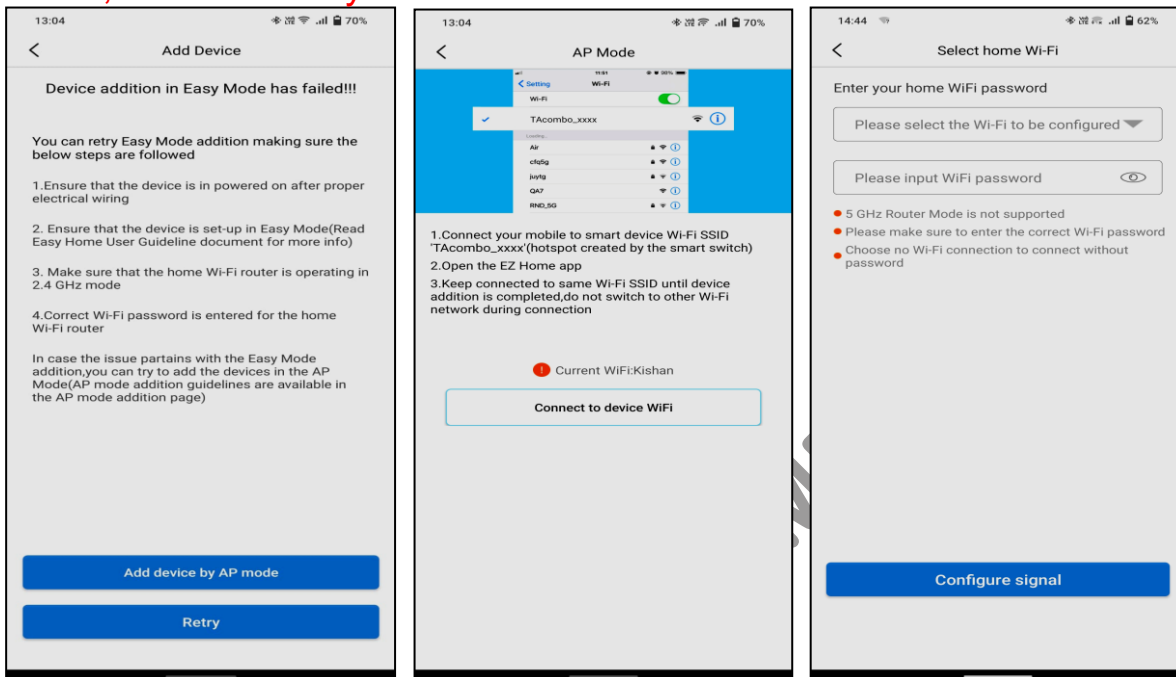 13:04
70%
Add Device
Device addition in Easy Mode has failed!!!
You can retry Easy Mode addition making sure the
below steps are followed
1.Ensure that the device is in powered on after proper
electrical wiring
2. Ensure that the device is set-up in Easy Mode(Read
Easy Home User Guideline document for more info)
3. Make sure that the home Wi-Fi router is operating in
2.4 GHz mode
4.Correct Wi-Fi password is entered for the home
Wi-Fi router
In case the issue partains with the Easy Mode
addition,you can try to add the devices in the AP
Mode(AP mode addition guidelines are available in
the AP mode addition page)
Add device by AP mode
Retry
13:04
70%
AP Mode
11:51
Setting
Wi-Fi
Wi-Fi
TAcombo_xxxx
Loading..
Air
cfq5g
juytg
QA7
RND_5G
1.Connect your mobile to smart device Wi-Fi SSID
'TAcombo_xxxx'(hotspot created by the smart switch)
2.Open the EZ Home app
3.Keep connected to same Wi-Fi SSID until device
addition is completed,do not switch to other Wi-Fi
network during connection
Current WiFi:Kishan
Connect to device WiFi
14:44
62%
Select home Wi-Fi
Enter your home WiFi password
Please select the Wi-Fi to be configured
Please input WiFi password
5 GHz Router Mode is not supported
Please make sure to enter the correct Wi-Fi password
Choose no Wi-Fi connection to connect without
password
Configure signal